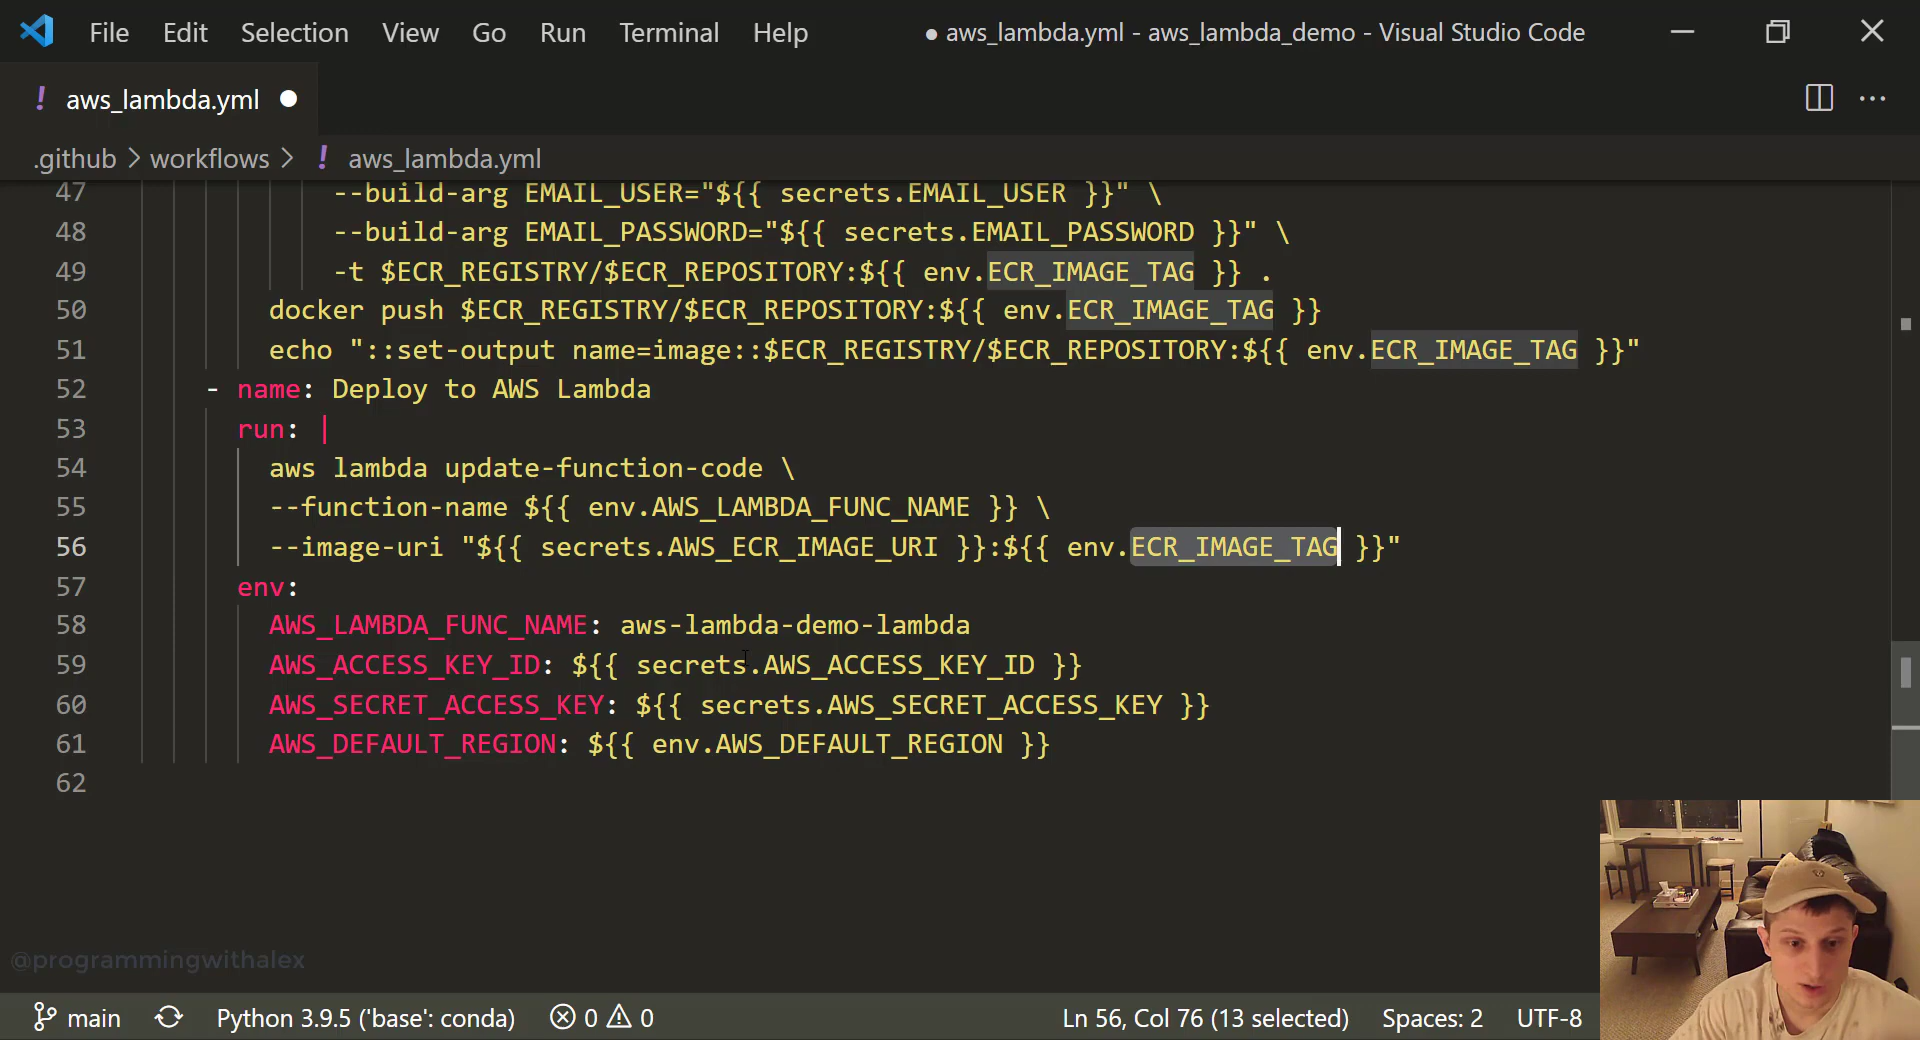 File Edit Selection View Go Run Terminal Help ● aws_lambda.yml - aws_lambda_demo - Visual Studio Code
! aws_lambda.yml ●
.github > workflows > ! aws_lambda.yml
47 --build-arg EMAIL_USER="${{ secrets.EMAIL_USER }}" \
48 --build-arg EMAIL_PASSWORD="${{ secrets.EMAIL_PASSWORD }}" \
49 -t $ECR_REGISTRY/$ECR_REPOSITORY:${{ env.ECR_IMAGE_TAG }} .
50 docker push $ECR_REGISTRY/$ECR_REPOSITORY:${{ env.ECR_IMAGE_TAG }}
51 echo "::set-output name=image::$ECR_REGISTRY/$ECR_REPOSITORY:${{ env.ECR_IMAGE_TAG }}"
52 - name: Deploy to AWS Lambda
53 run: |
54 aws lambda update-function-code \
55 --function-name ${{ env.AWS_LAMBDA_FUNC_NAME }} \
56 --image-uri "${{ secrets.AWS_ECR_IMAGE_URI }}:${{ env.ECR_IMAGE_TAG }}"
57 env:
58 AWS_LAMBDA_FUNC_NAME: aws-lambda-demo-lambda
59 AWS_ACCESS_KEY_ID: ${{ secrets.AWS_ACCESS_KEY_ID }}
60 AWS_SECRET_ACCESS_KEY: ${{ secrets.AWS_SECRET_ACCESS_KEY }}
61 AWS_DEFAULT_REGION: ${{ env.AWS_DEFAULT_REGION }}
62
@programmingwithalex
main Python 3.9.5 ('base': conda) 0 0 Ln 56, Col 76 (13 selected) Spaces: 2 UTF-8